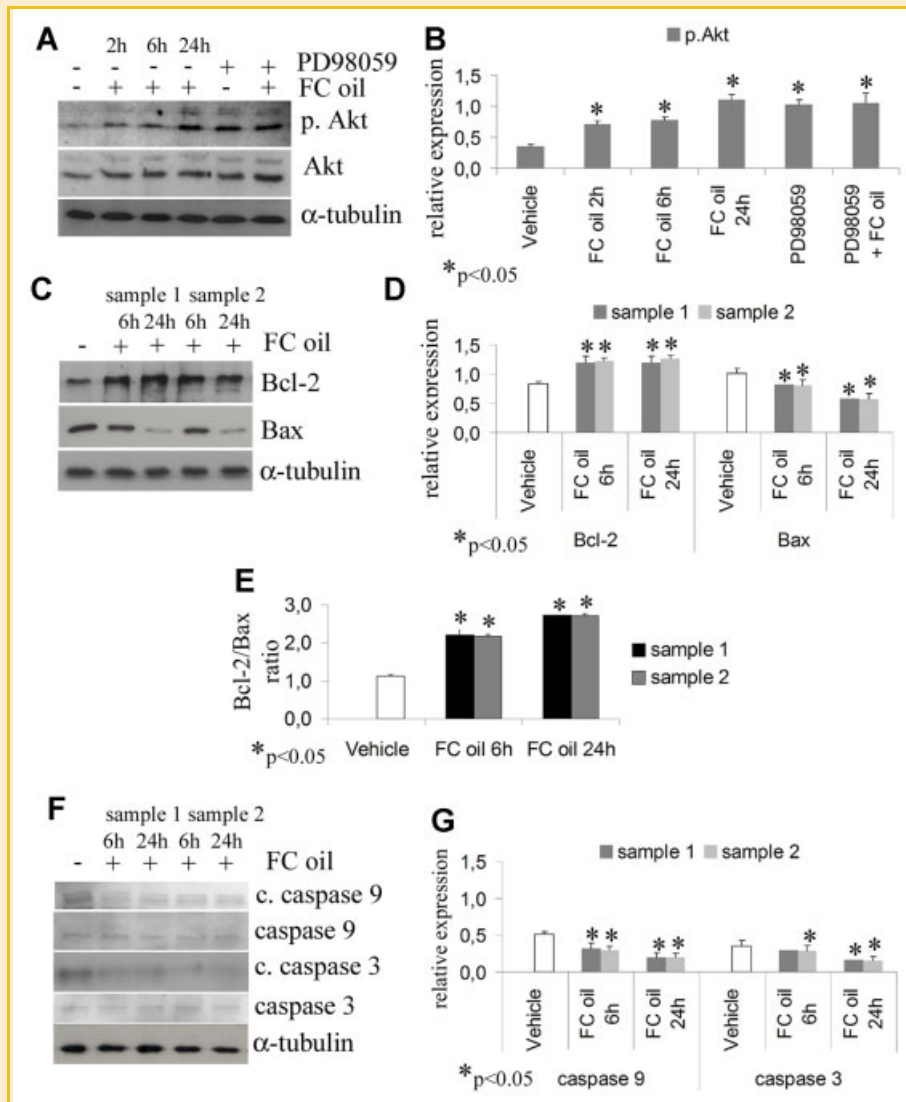 A
2h 6h 24h
- - - - + + PD98059
- + + + - + FC oil
p. Akt
Akt
α-tubulin
B
p.Akt
relative expression
1,5
1,0
0,5
0,0
* * * * *
Vehicle
FC oil 2h
FC oil 6h
FC oil
24h
PD98059
PD98059
+ FC oil
*p<0.05
C
sample 1 sample 2
6h 24h 6h 24h
- + + + + FC oil
Bcl-2
Bax
α-tubulin
D
sample 1 sample 2
relative expression
1,5
1,0
0,5
0,0
** ** ** **
Vehicle
FC oil
6h
FC oil
24h
Vehicle
FC oil
6h
FC oil
24h
*p<0.05
Bcl-2 Bax
E
Bcl-2/Bax
ratio
3,0
2,0
1,0
0,0
* * * *
sample 1
sample 2
Vehicle FC oil 6h FC oil 24h
*p<0.05
F
sample 1 sample 2
6h 24h 6h 24h
- + + + + FC oil
c. caspase 9
caspase 9
c. caspase 3
caspase 3
α-tubulin
G
sample 1 sample 2
relative expression
1,5
1,0
0,5
0,0
** ** * **
Vehicle
FC oil
6h
FC oil
24h
Vehicle
FC oil
6h
FC oil
24h
*p<0.05
caspase 9 caspase 3